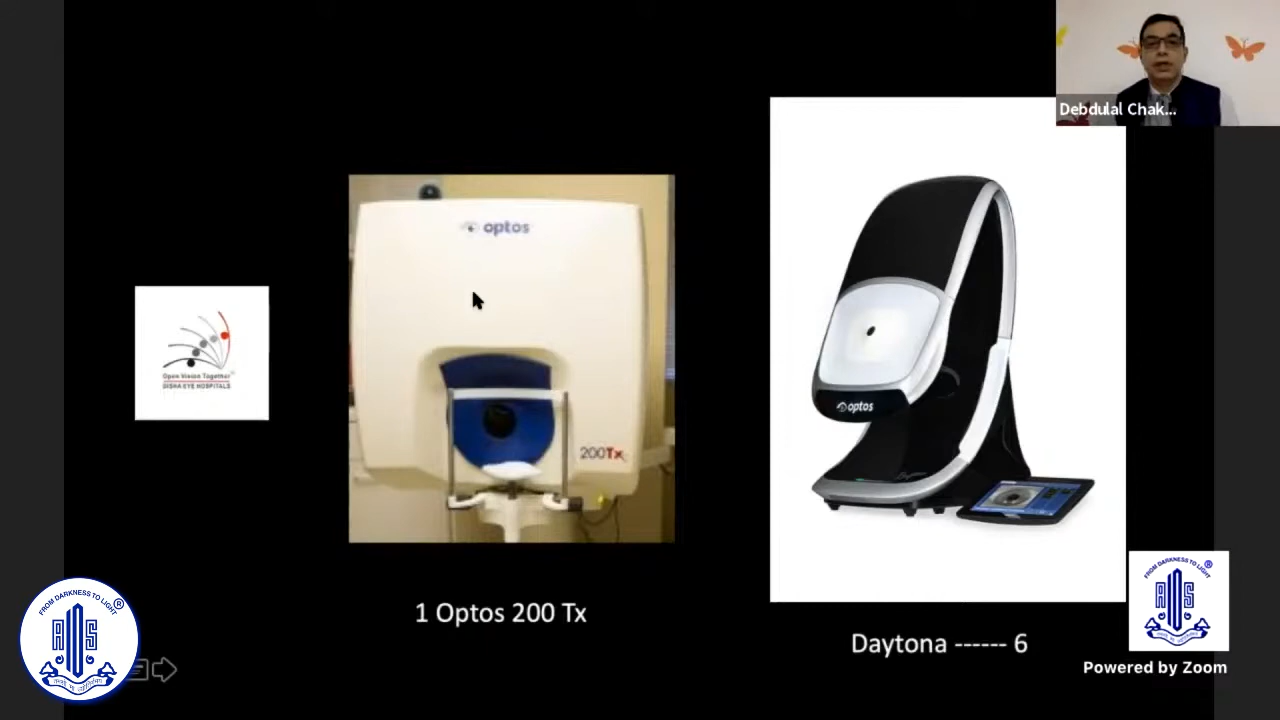 Debdulal Chak...
optos
200Tx
optos
Open Vision Together
DISHA EYE HOSPITALS
1 Optos 200 Tx
Daytona ------ 6
FROM DARKNESS TO LIGHT
AIOS
FROM DARKNESS TO LIGHT
AIOS
Powered by Zoom